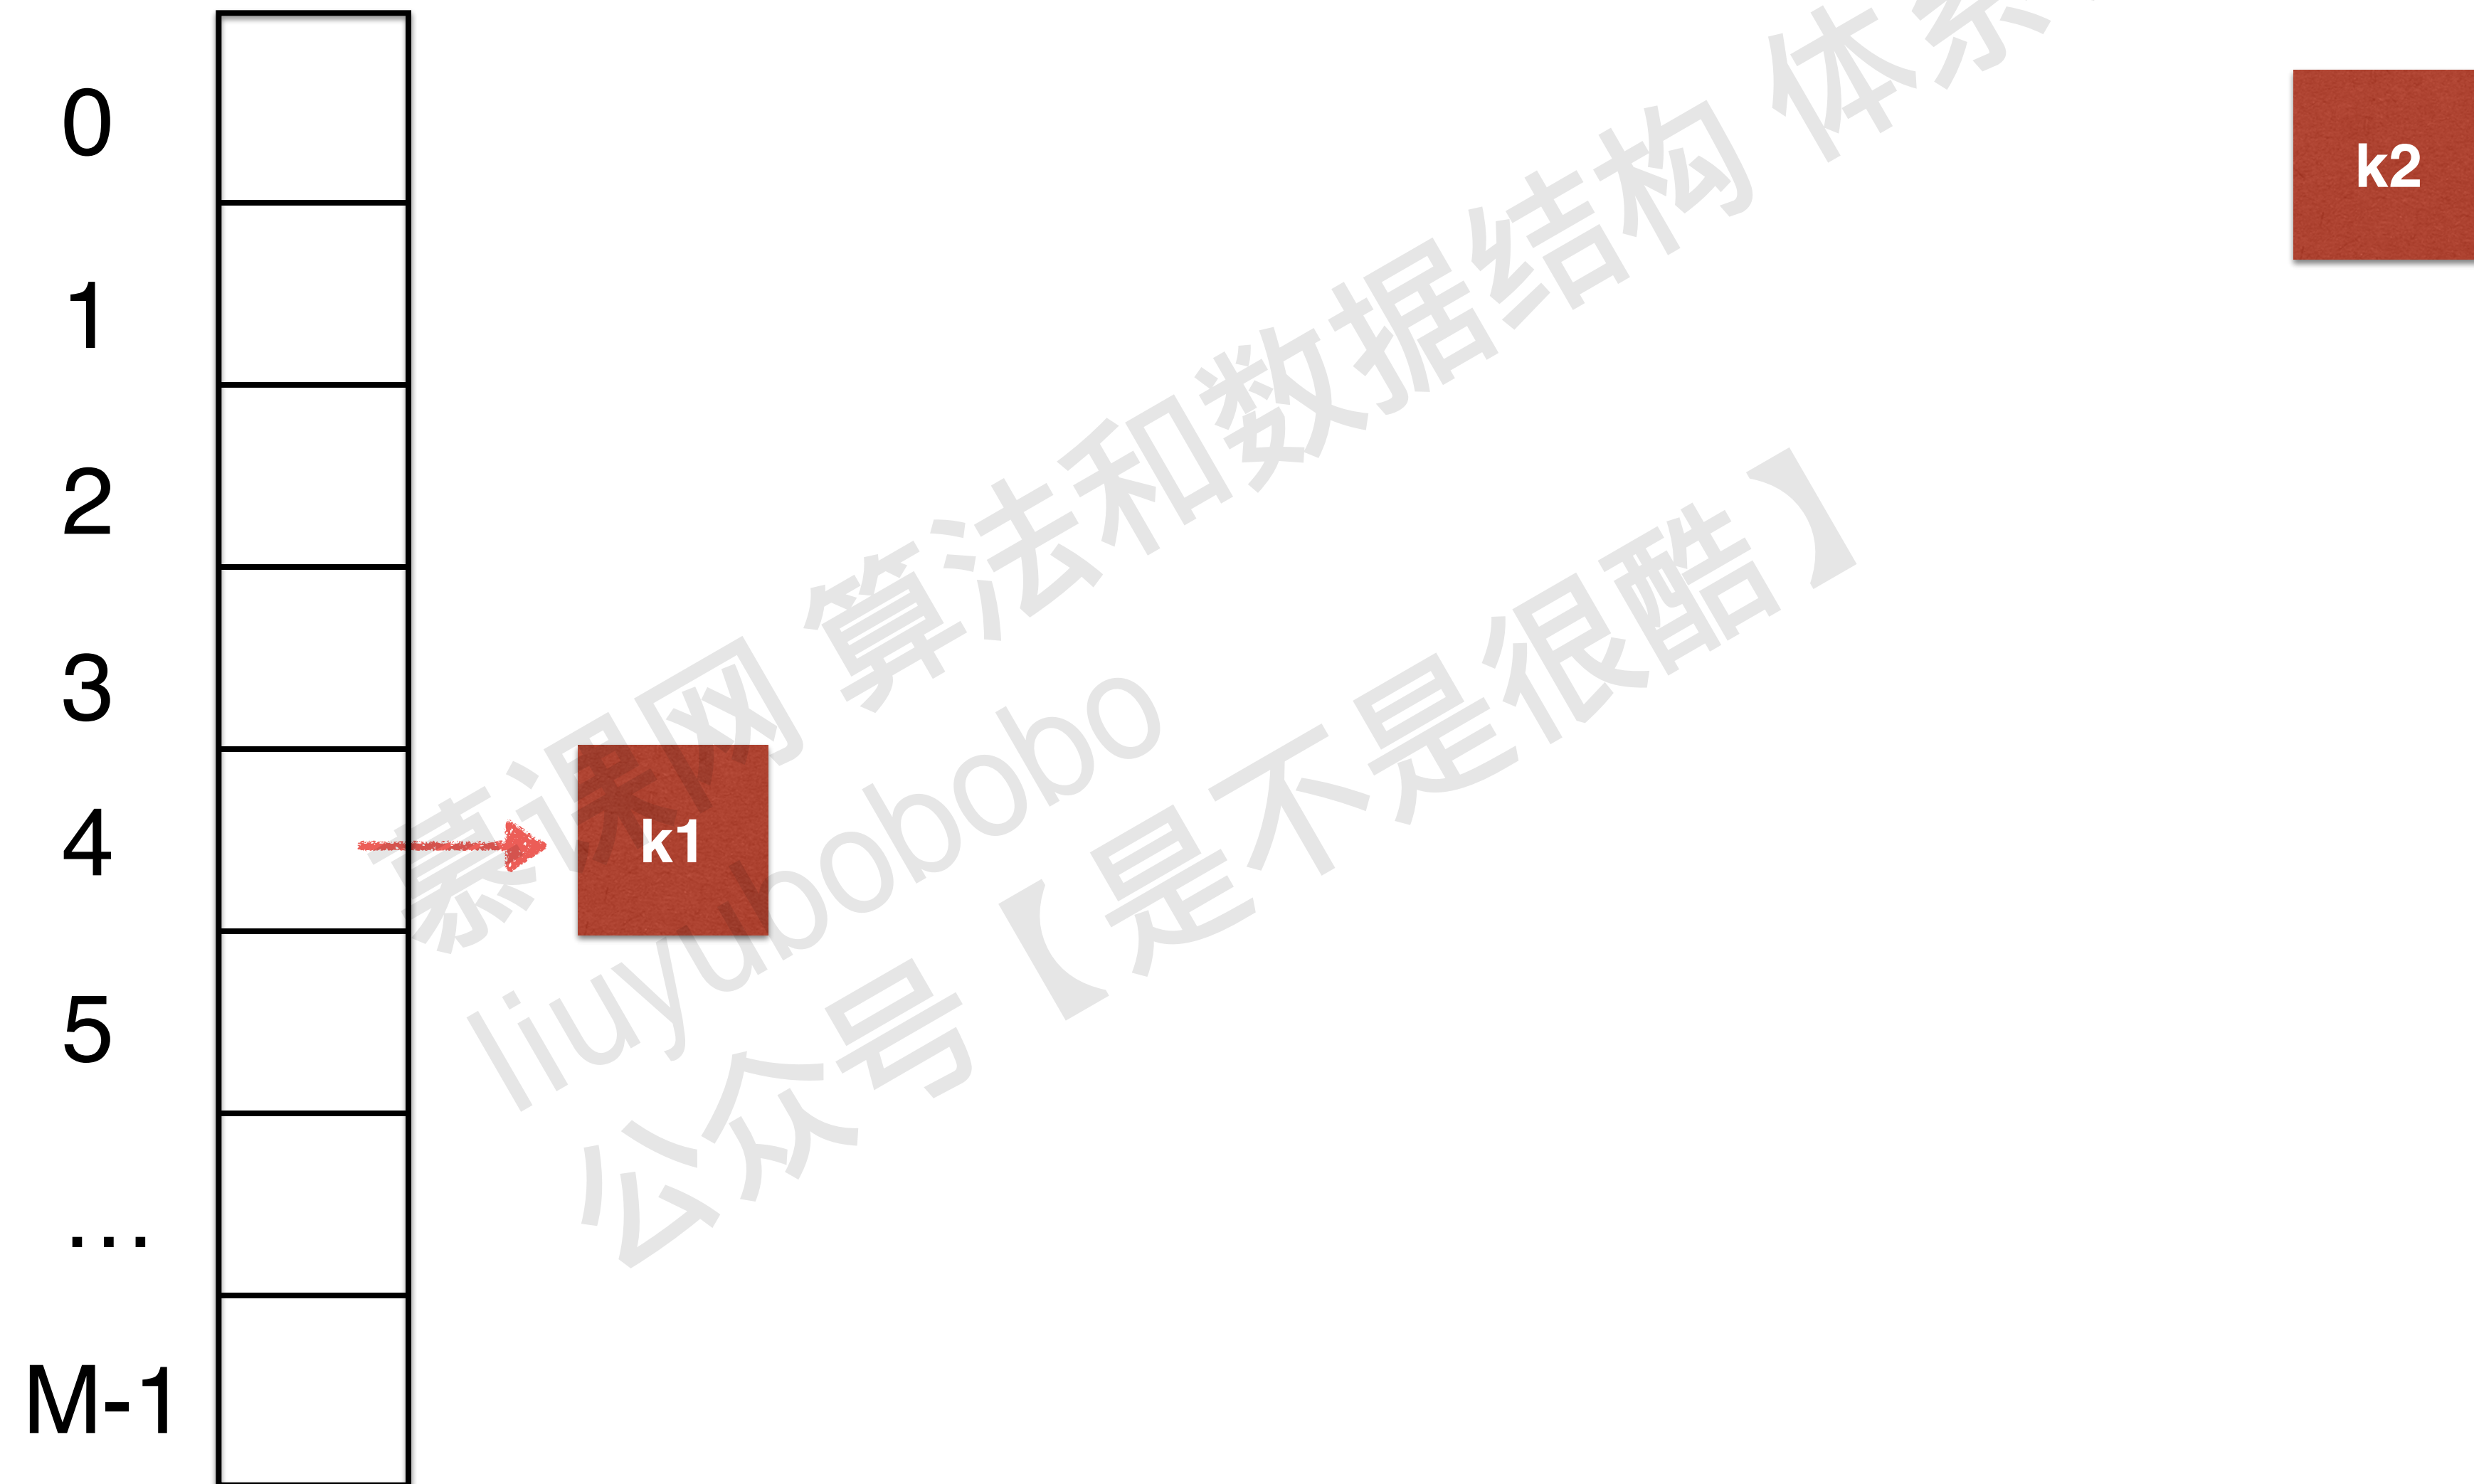 0
k2
1
2
3
4
k1
5
...
M-1
慕课网 算法和数据结构 体系
liuyubobobo
公众号【 是不是很酷 】